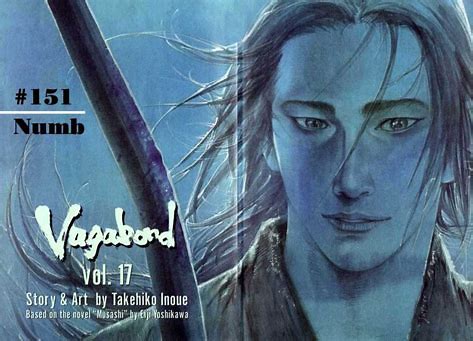 #151
Numb
Vagabond
Vol. 17
Story & Art by Takehiko Inoue
Based on the novel "Musashi" by Eiji Yoshikawa